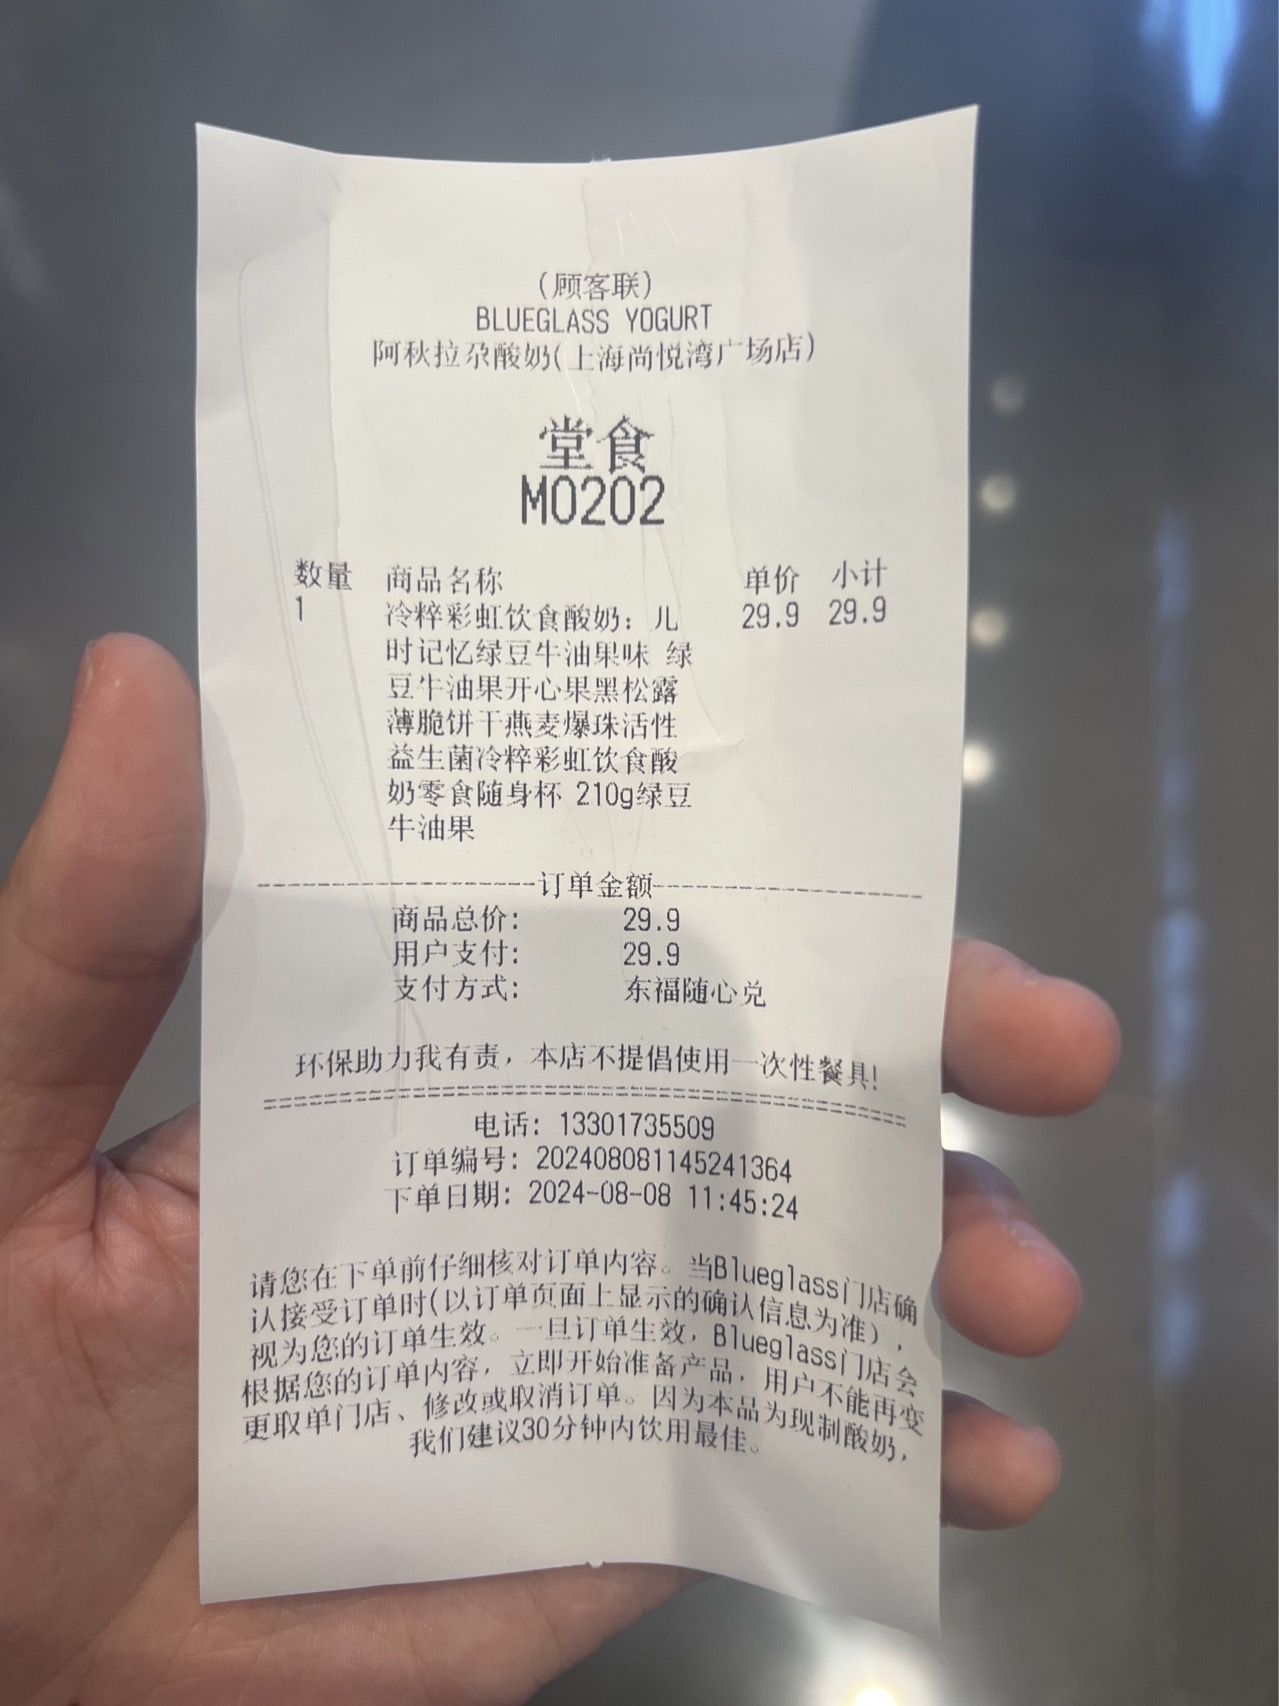 (顾客联)
BLUEGLASS YOGURT
阿秋拉尕酸奶(上海尚悦湾广场店)
堂食
M0202
数量 商品名称 单价 小计
1 冷粹彩虹饮食酸奶：儿 29.9 29.9
时记忆绿豆牛油果味 绿
豆牛油果开心果黑松露
薄脆饼干燕麦爆珠活性
益生菌冷粹彩虹饮食酸
奶零食随身杯 210g绿豆
牛油果
订单金额
商品总价: 29.9
用户支付: 29.9
支付方式: 东福随心兑
环保助力我有责，本店不提倡使用一次性餐具!
电话: 13301735509
订单编号: 202408081145241364
下单日期: 2024-08-08 11:45:24
请您在下单前仔细核对订单内容。当Blueglass门店确
认接受订单时(以订单页面上显示的确认信息为准)，
视为您的订单生效。一旦订单生效，Blueglass门店会
根据您的订单内容，立即开始准备产品，用户不能再变
更取单门店、修改或取消订单。因为本品为现制酸奶，
我们建议30分钟内饮用最佳。